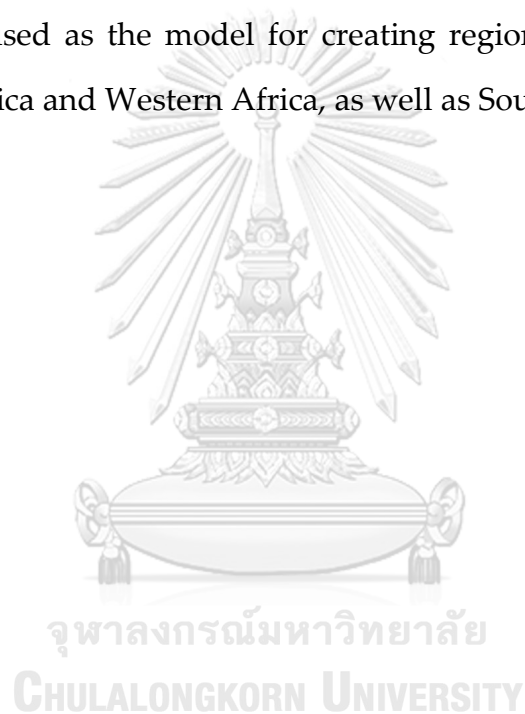 used as the model for creating region
ica and Western Africa, as well as Sou
จุฬาลงกรณ์มหาวิทยาลัย
CHULALONGKORN UNIVERSITY